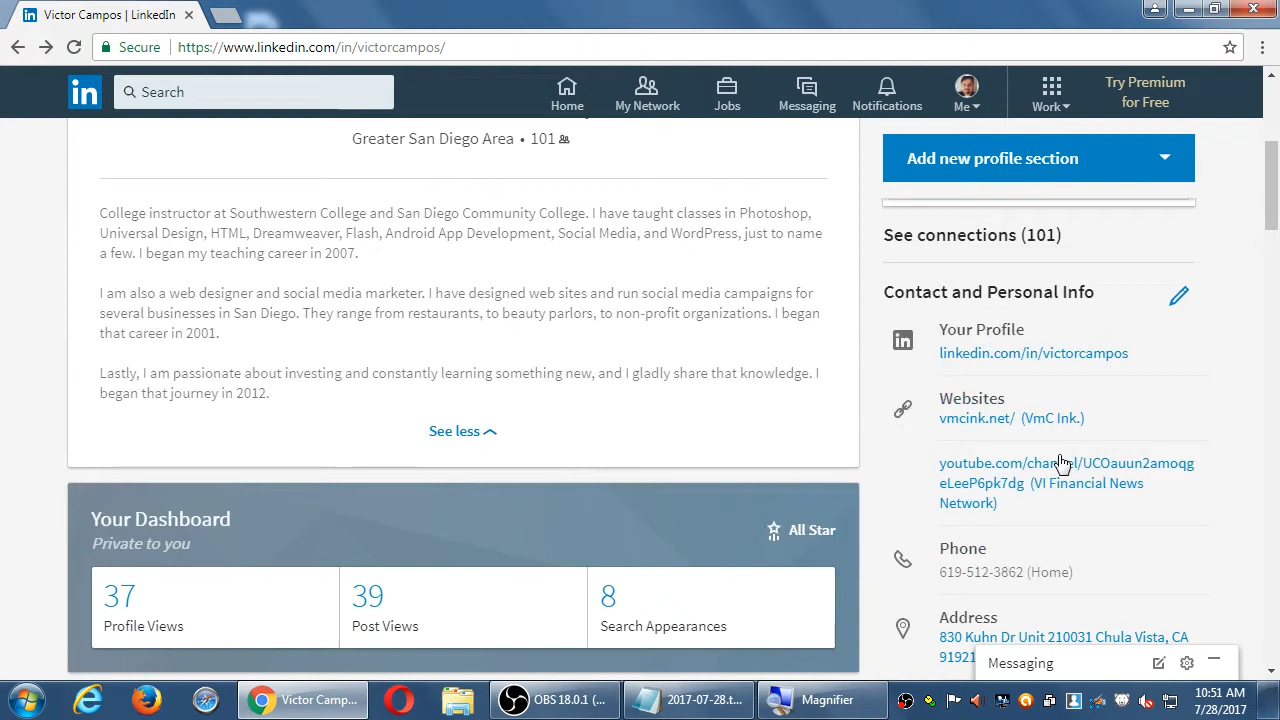 Victor Campos | LinkedIn
Secure https://www.linkedin.com/in/victorcampos/
in
Search
Home
My Network
Jobs
Messaging
Notifications
Me
Work
Try Premium
for Free
Greater San Diego Area • 101
College instructor at Southwestern College and San Diego Community College. I have taught classes in Photoshop,
Universal Design, HTML, Dreamweaver, Flash, Android App Development, Social Media, and WordPress, just to name
a few. I began my teaching career in 2007.
I am also a web designer and social media marketer. I have designed web sites and run social media campaigns for
several businesses in San Diego. They range from restaurants, to beauty parlors, to non-profit organizations. I began
that career in 2001.
Lastly, I am passionate about investing and constantly learning something new, and I gladly share that knowledge. I
began that journey in 2012.
See less
Your Dashboard
Private to you
All Star
37
Profile Views
39
Post Views
8
Search Appearances
Add new profile section
See connections (101)
Contact and Personal Info
Your Profile
linkedin.com/in/victorcampos
Websites
vmcink.net/ (VmC Ink.)
youtube.com/channel/UCOauun2amoqg
eLeeP6pk7dg (VI Financial News
Network)
Phone
619-512-3862 (Home)
Address
830 Kuhn Dr Unit 210031 Chula Vista, CA
91921
Messaging
Victor Camp...
OBS 18.0.1 (...
2017-07-28.t...
Magnifier
10:51 AM
7/28/2017